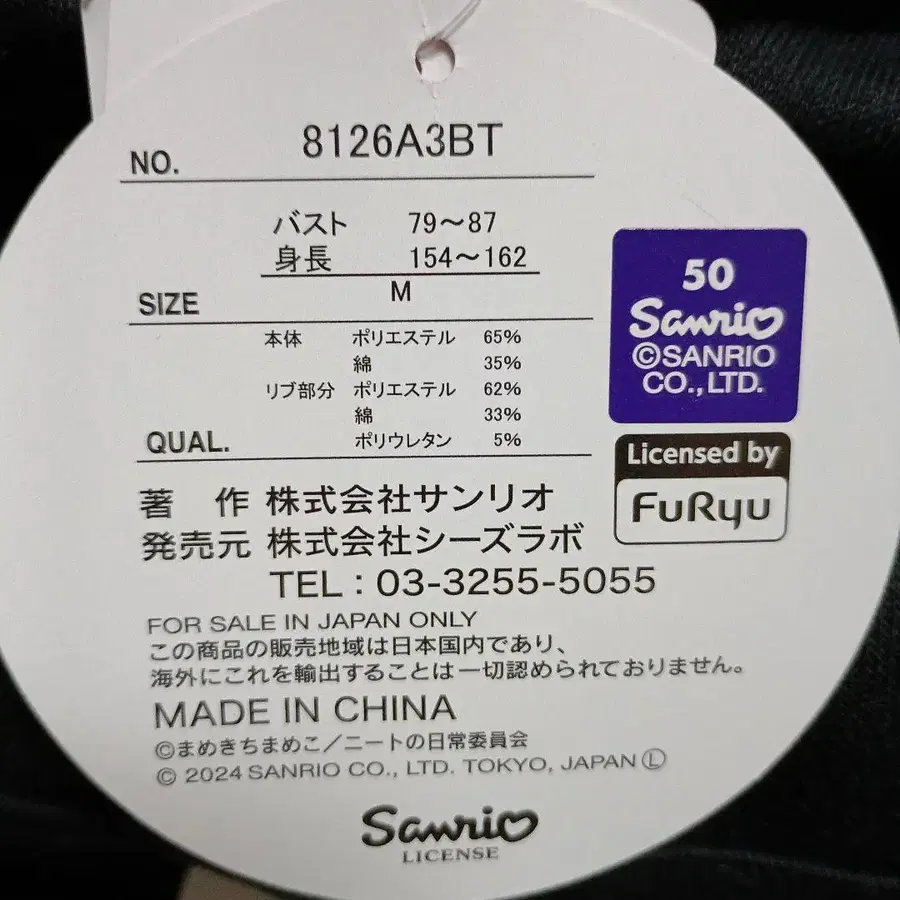 NO. 8126A3BT
バスト 79～87
身長 154～162
SIZE M
本体 ポリエステル 65%
綿 35%
リブ部分 ポリエステル 62%
綿 33%
QUAL. ポリウレタン 5%
50
Sanrio
©SANRIO
CO., LTD.
Licensed by
FuRyu
著 作 株式会社サンリオ
発売元 株式会社シーズラボ
TEL：03-3255-5055
FOR SALE IN JAPAN ONLY
この商品の販売地域は日本国内であり、
海外にこれを輸出することは一切認められておりません。
MADE IN CHINA
©まめきちまめこ／ニートの日常委員会
© 2024 SANRIO CO., LTD. TOKYO, JAPAN Ⓛ
Sanrio
LICENSE